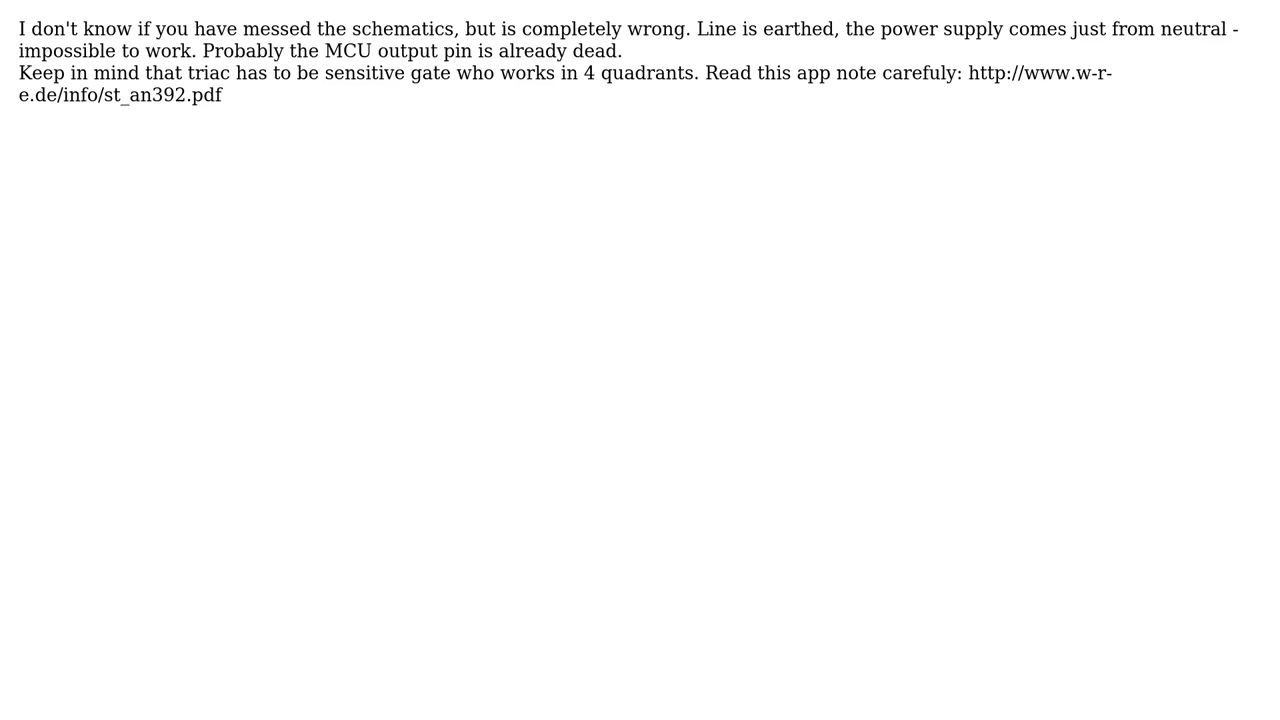 I don't know if you have messed the schematics, but is completely wrong. Line is earthed, the power supply comes just from neutral -
impossible to work. Probably the MCU output pin is already dead.
Keep in mind that triac has to be sensitive gate who works in 4 quadrants. Read this app note carefuly: http://www.w-r-
e.de/info/st_an392.pdf